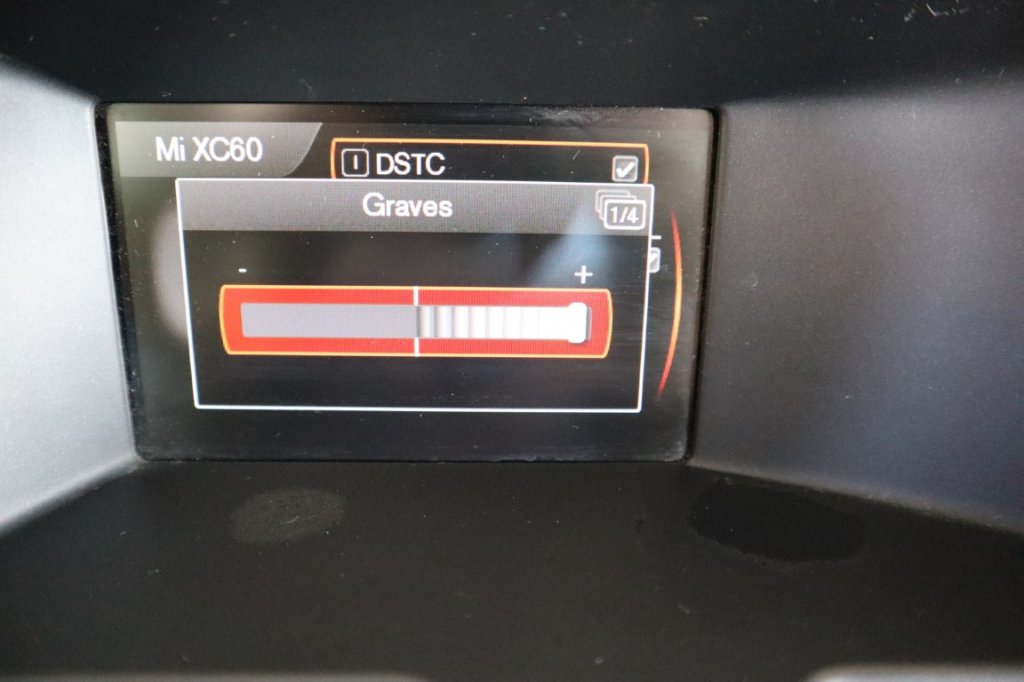 Mi XC60
I DSTC
Graves
1/4
- +